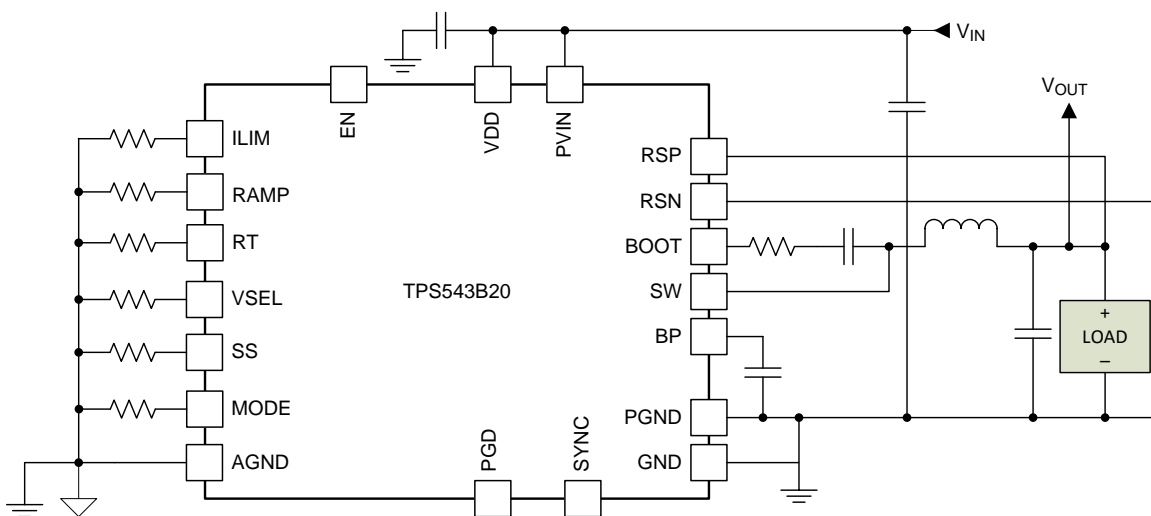 VIN
VOUT
EN
VDD
PVIN
ILIM
RAMP
RT
VSEL
SS
MODE
AGND
TPS543B20
RSP
RSN
BOOT
SW
BP
PGND
GND
PGD
SYNC
+
LOAD
–